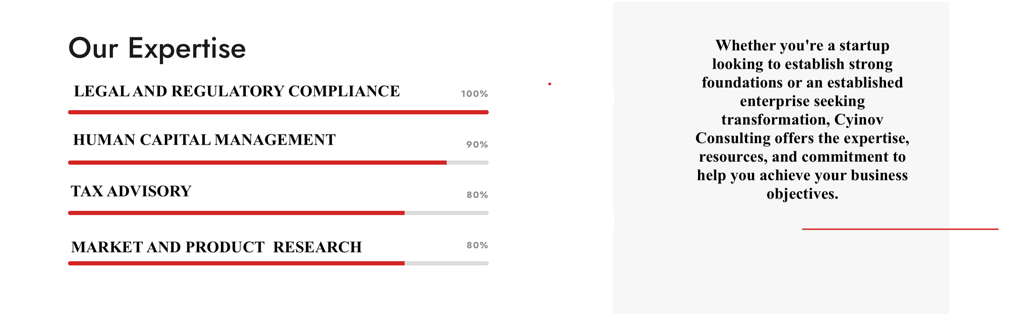 Our Expertise
LEGAL AND REGULATORY COMPLIANCE
100%
HUMAN CAPITAL MANAGEMENT
90%
TAX ADVISORY
80%
MARKET AND PRODUCT RESEARCH
80%
Whether you're a startup
looking to establish strong
foundations or an established
enterprise seeking
transformation, Cyinov
Consulting offers the expertise,
resources, and commitment to
help you achieve your business
objectives.